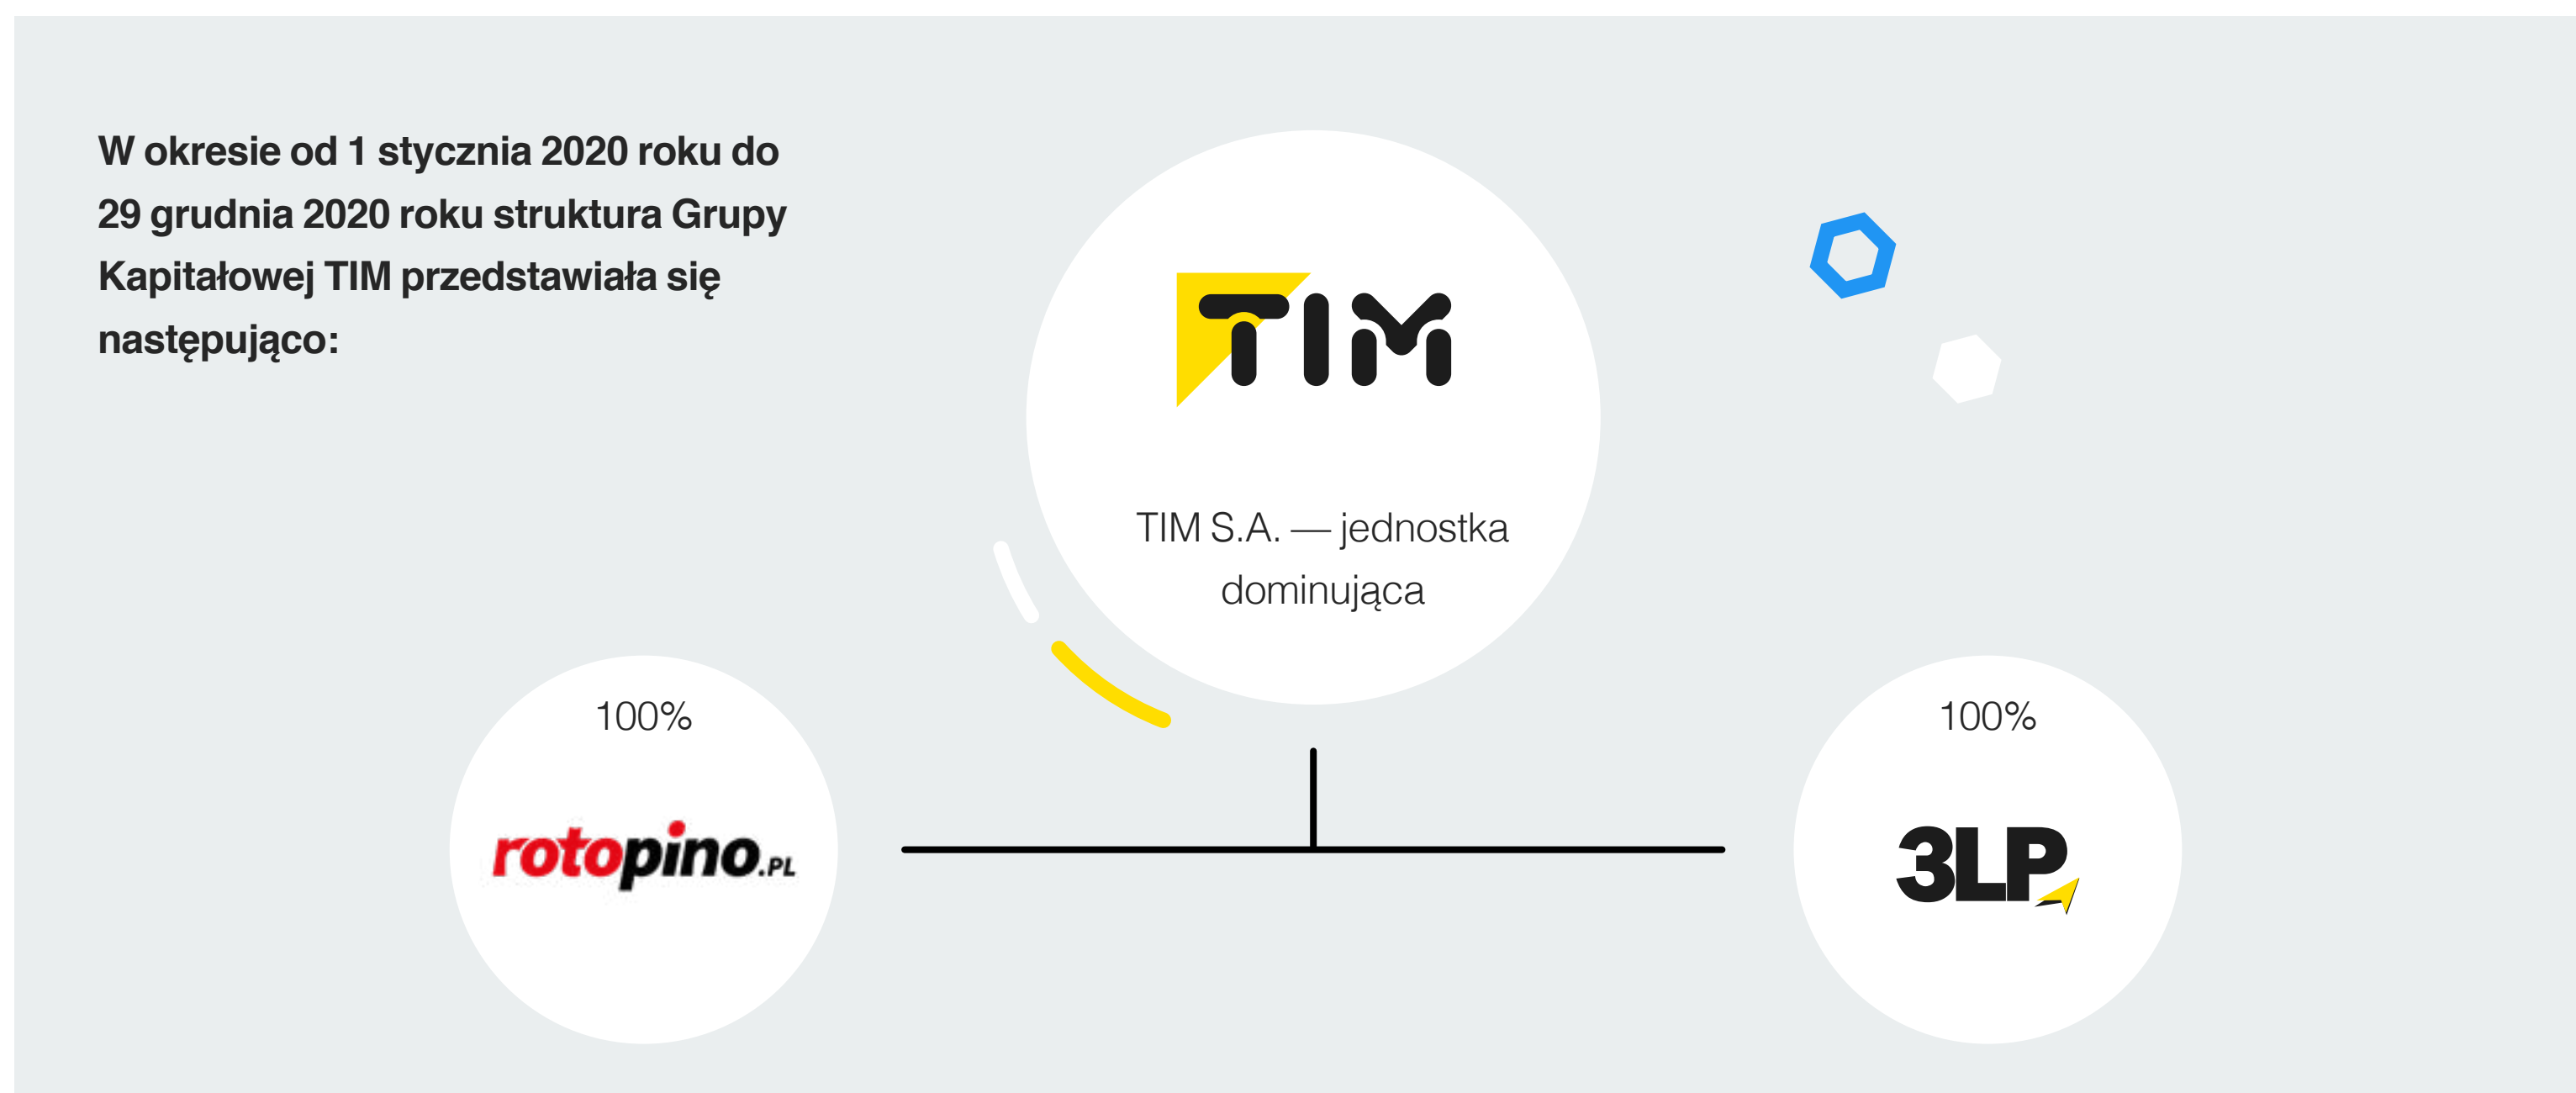 W okresie od 1 stycznia 2020 roku do
29 grudnia 2020 roku struktura Grupy
Kapitałowej TIM przedstawiała się
następująco:
TIM
TIM S.A. — jednostka
dominująca
100%
rotopino.PL
100%
3LP